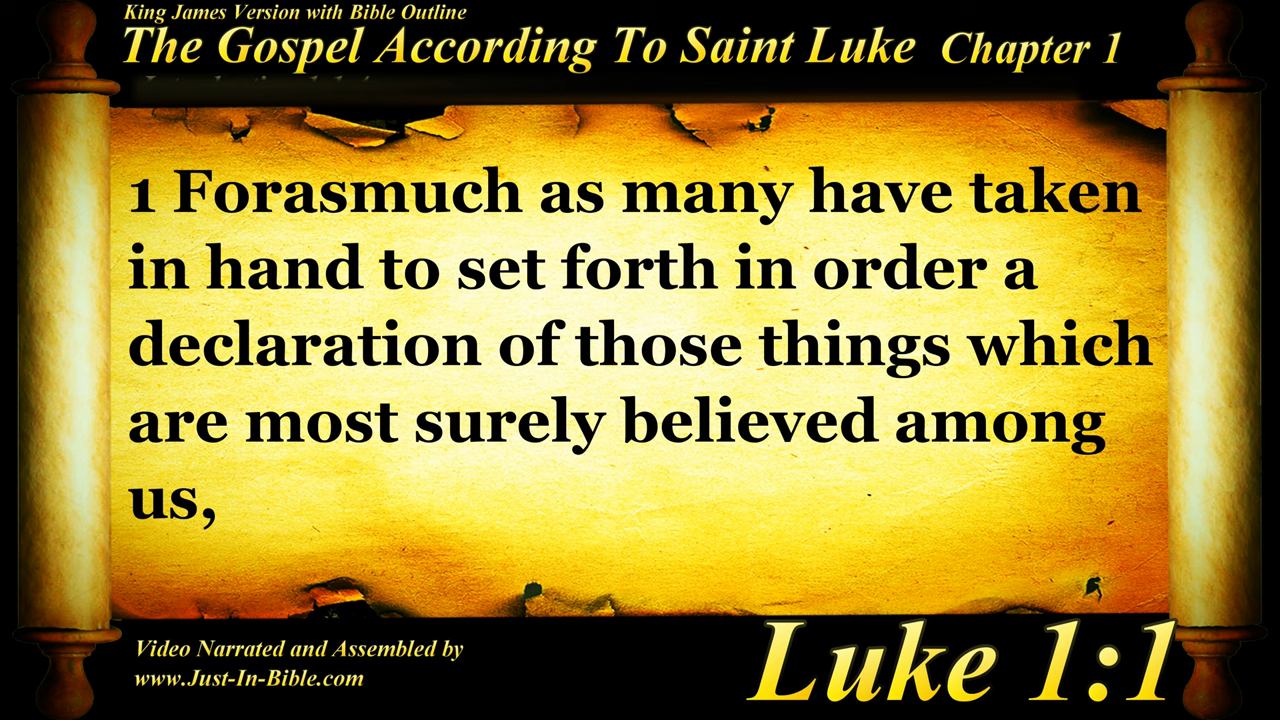 King James Version with Bible Outline
The Gospel According To Saint Luke Chapter 1
1 Forasmuch as many have taken
in hand to set forth in order a
declaration of those things which
are most surely believed among
us,
Video Narrated and Assembled by
www.Just-In-Bible.com
Luke 1:1